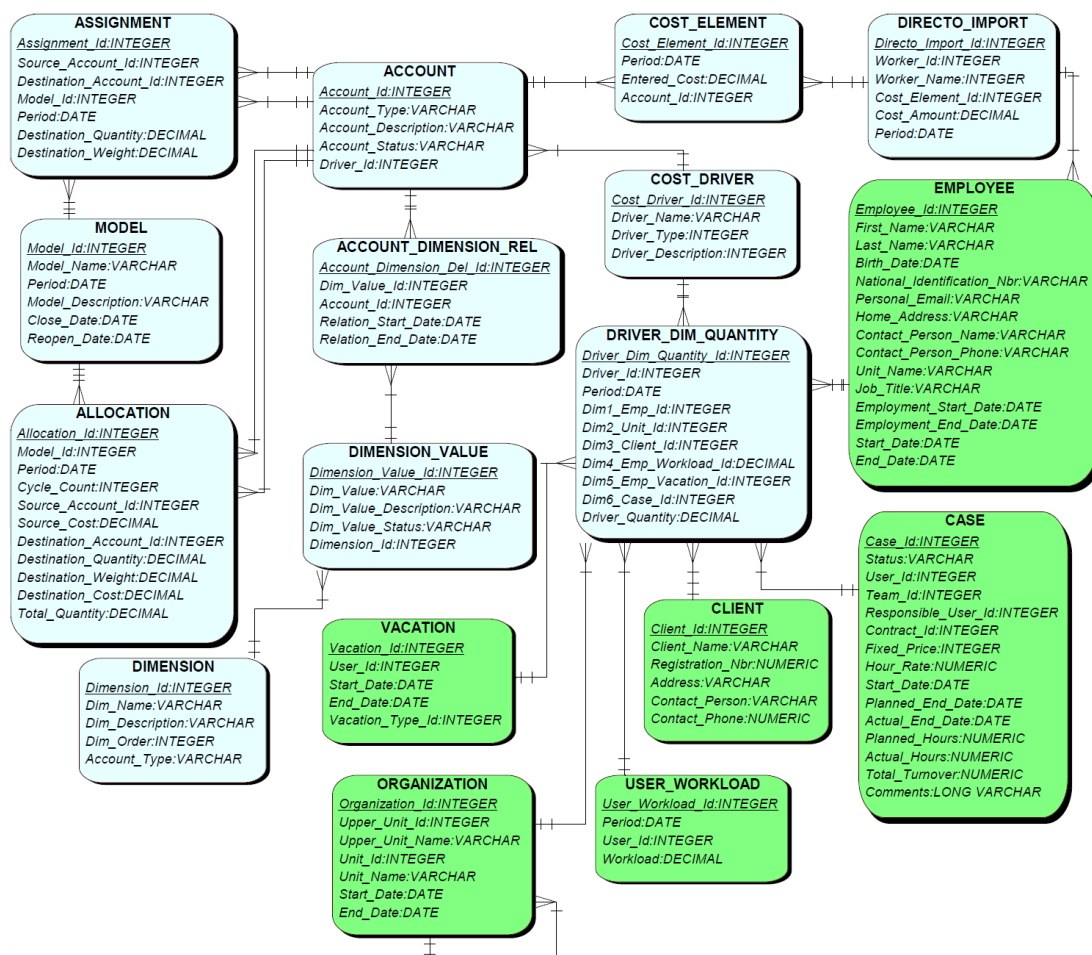 ASSIGNMENT
Assignment_Id:INTEGER
Source_Account_Id:INTEGER
Destination_Account_Id:INTEGER
Model_Id:INTEGER
Period:DATE
Destination_Quantity:DECIMAL
Destination_Weight:DECIMAL
ACCOUNT
Account_Id:INTEGER
Account_Type:VARCHAR
Account_Description:VARCHAR
Account_Status:VARCHAR
Driver_Id:INTEGER
COST_ELEMENT
Cost_Element_Id:INTEGER
Period:DATE
Entered_Cost:DECIMAL
Account_Id:INTEGER
DIRECTO_IMPORT
Directo_Import_Id:INTEGER
Worker_Id:INTEGER
Worker_Name:INTEGER
Cost_Element_Id:INTEGER
Cost_Amount:DECIMAL
Period:DATE
MODEL
Model_Id:INTEGER
Model_Name:VARCHAR
Period:DATE
Model_Description:VARCHAR
Close_Date:DATE
Reopen_Date:DATE
ACCOUNT_DIMENSION_REL
Account_Dimension_Del_Id:INTEGER
Dim_Value_Id:INTEGER
Account_Id:INTEGER
Relation_Start_Date:DATE
Relation_End_Date:DATE
COST_DRIVER
Cost_Driver_Id:INTEGER
Driver_Name:VARCHAR
Driver_Type:INTEGER
Driver_Description:INTEGER
EMPLOYEE
Employee_Id:INTEGER
First_Name:VARCHAR
Last_Name:VARCHAR
Birth_Date:DATE
National_Identification_Nbr:VARCHAR
Personal_Email:VARCHAR
Home_Address:VARCHAR
Contact_Person_Name:VARCHAR
Contact_Person_Phone:VARCHAR
Unit_Name:VARCHAR
Job_Title:VARCHAR
Employment_Start_Date:DATE
Employment_End_Date:DATE
Start_Date:DATE
End_Date:DATE
DRIVER_DIM_QUANTITY
Driver_Dim_Quantity_Id:INTEGER
Driver_Id:INTEGER
Period:DATE
Dim1_Emp_Id:INTEGER
Dim2_Unit_Id:INTEGER
Dim3_Client_Id:INTEGER
Dim4_Emp_Workload_Id:DECIMAL
Dim5_Emp_Vacation_Id:INTEGER
Dim6_Case_Id:INTEGER
Driver_Quantity:DECIMAL
ALLOCATION
Allocation_Id:INTEGER
Model_Id:INTEGER
Period:DATE
Cycle_Count:INTEGER
Source_Account_Id:INTEGER
Source_Cost:DECIMAL
Destination_Account_Id:INTEGER
Destination_Quantity:DECIMAL
Destination_Weight:DECIMAL
Destination_Cost:DECIMAL
Total_Quantity:DECIMAL
DIMENSION_VALUE
Dimension_Value_Id:INTEGER
Dim_Value:VARCHAR
Dim_Value_Description:VARCHAR
Dim_Value_Status:VARCHAR
Dimension_Id:INTEGER
CASE
Case_Id:INTEGER
Status:VARCHAR
User_Id:INTEGER
Team_Id:INTEGER
Responsible_User_Id:INTEGER
Contract_Id:INTEGER
Fixed_Price:INTEGER
Hour_Rate:NUMERIC
Start_Date:DATE
Planned_End_Date:DATE
Actual_End_Date:DATE
Planned_Hours:NUMERIC
Actual_Hours:NUMERIC
Total_Turnover:NUMERIC
Comments:LONG VARCHAR
VACATION
Vacation_Id:INTEGER
User_Id:INTEGER
Start_Date:DATE
End_Date:DATE
Vacation_Type_Id:INTEGER
CLIENT
Client_Id:INTEGER
Client_Name:VARCHAR
Registration_Nbr:NUMERIC
Address:VARCHAR
Contact_Person:VARCHAR
Contact_Phone:NUMERIC
DIMENSION
Dimension_Id:INTEGER
Dim_Name:VARCHAR
Dim_Description:VARCHAR
Dim_Order:INTEGER
Account_Type:VARCHAR
ORGANIZATION
Organization_Id:INTEGER
Upper_Unit_Id:INTEGER
Upper_Unit_Name:VARCHAR
Unit_Id:INTEGER
Unit_Name:VARCHAR
Start_Date:DATE
End_Date:DATE
USER_WORKLOAD
User_Workload_Id:INTEGER
Period:DATE
User_Id:INTEGER
Workload:DECIMAL